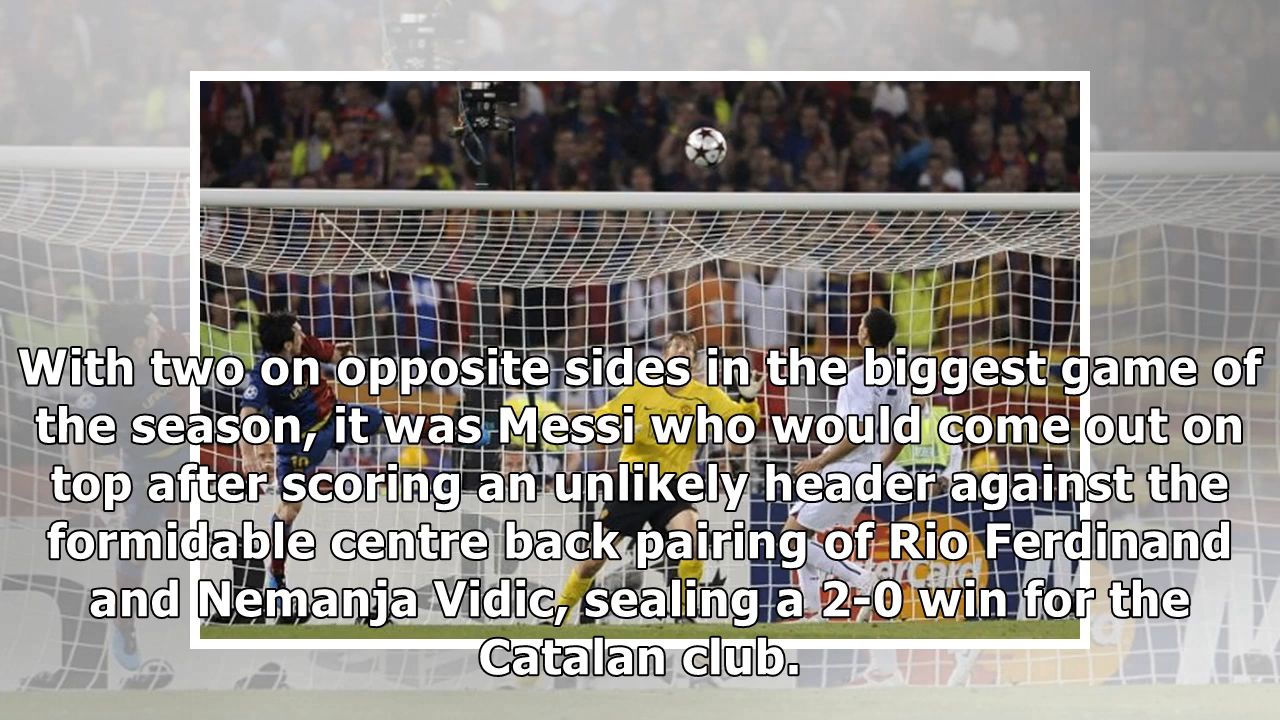 With two on opposite sides in the biggest game of
the season, it was Messi who would come out on
top after scoring an unlikely header against the
formidable centre back pairing of Rio Ferdinand
and Nemanja Vidic, sealing a 2-0 win for the
Catalan club.